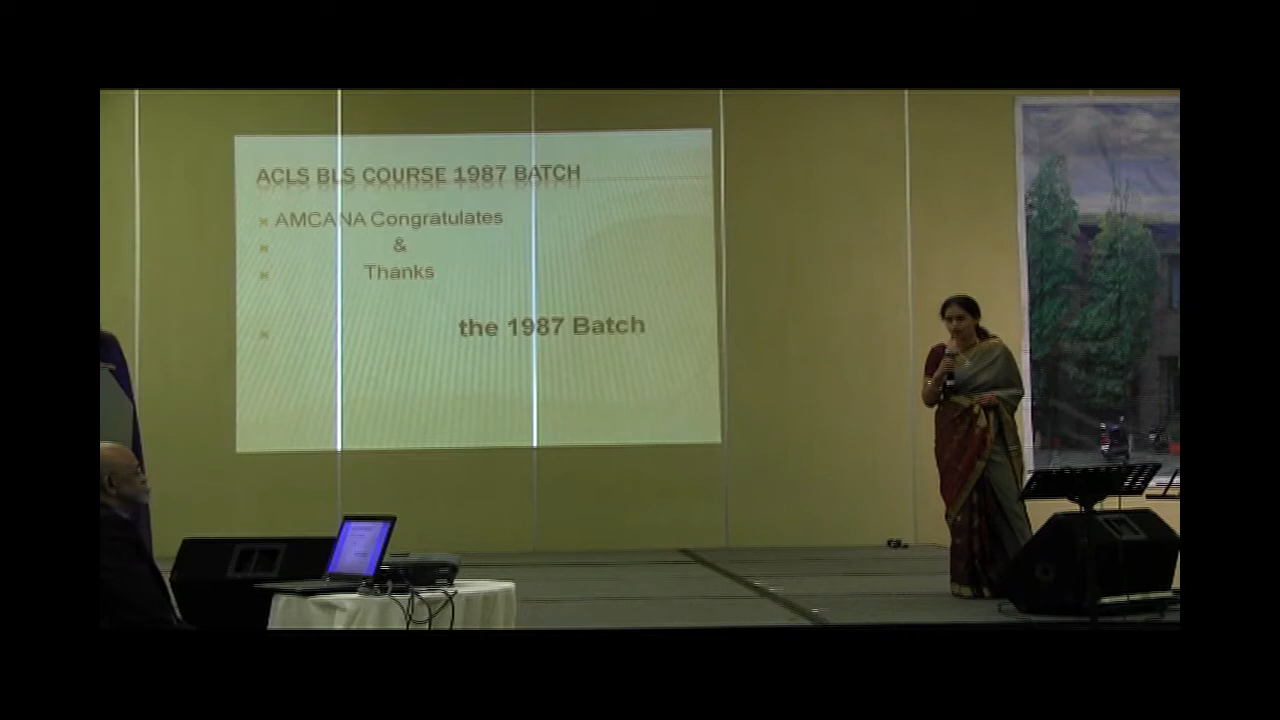 ACLS BLS COURSE 1987 BATCH
AMCANA Congratulates
&
Thanks
the 1987 Batch